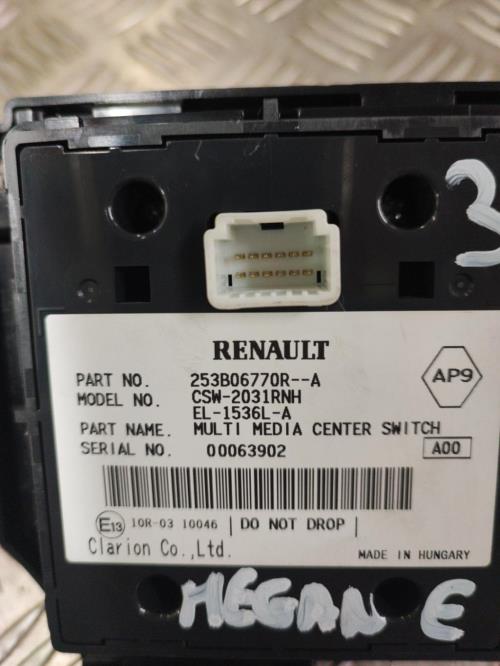 3
RENAULT
PART NO. 253B06770R--A
MODEL NO. CSW-2031RNH
EL-1536L-A
AP9
PART NAME. MULTI MEDIA CENTER SWITCH
SERIAL NO. 00063902 A00
E13 10R-03 10046 DO NOT DROP
Clarion Co.,Ltd. MADE IN HUNGARY
MEGAN E